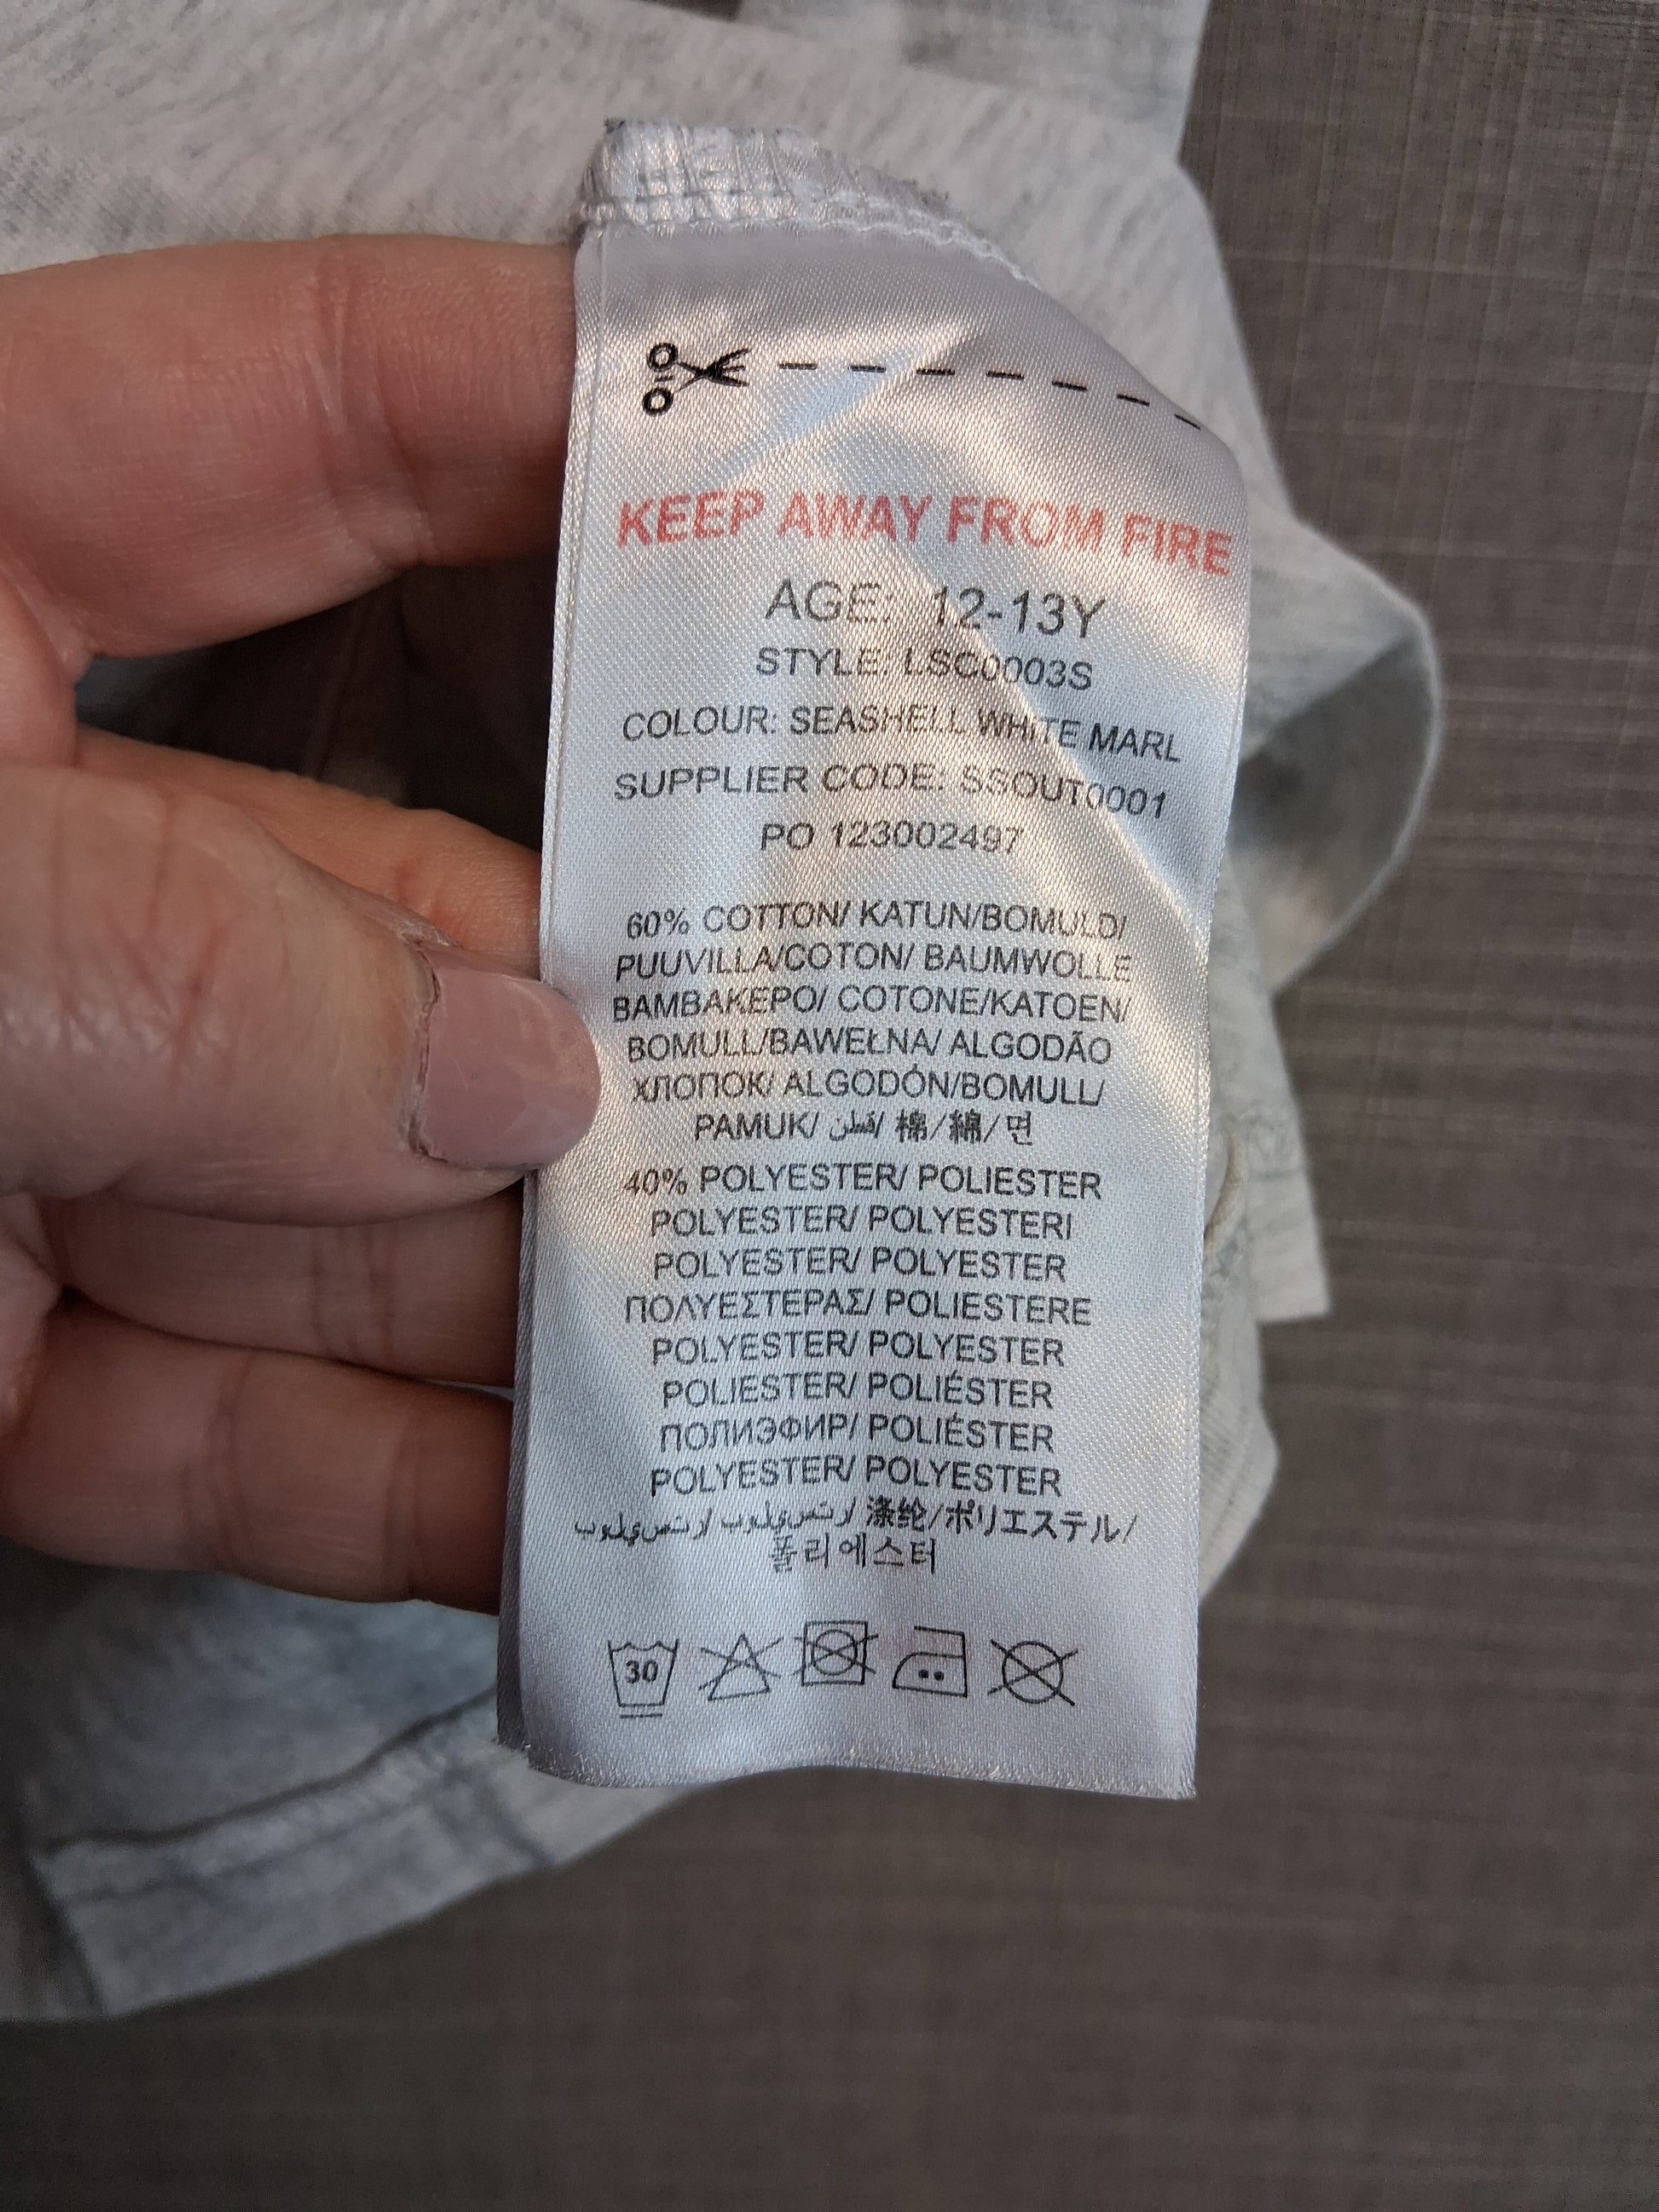 KEEP AWAY FROM FIRE
AGE: 12-13Y
STYLE: LSC0003S
COLOUR: SEASHELL WHITE MARL
SUPPLIER CODE: SSOUT0001
PO 123002497
60% COTTON/ KATUN/BOMULD/
PUUVILLA/COTON/ BAUMWOLLE
ΒΑΜΒΑΚΕΡΟ/ COTONE/KATOEN/
BOMULL/BAWEŁNA/ ALGODÃO
ХЛОПОК/ ALGODÓN/BOMULL/
PAMUK/ قطن/ 棉/綿/면
40% POLYESTER/ POLIESTER
POLYESTER/ POLYESTERI
POLYESTER/ POLYESTER
ΠΟΛΥΕΣΤΕΡΑΣ/ POLIESTERE
POLYESTER/ POLYESTER
POLIESTER/ POLIÉSTER
ПОЛИЭФИР/ POLIÉSTER
POLYESTER/ POLYESTER
بوليستر/ بوليستر/ 涤纶/ポリエステル/
폴리에스터
30